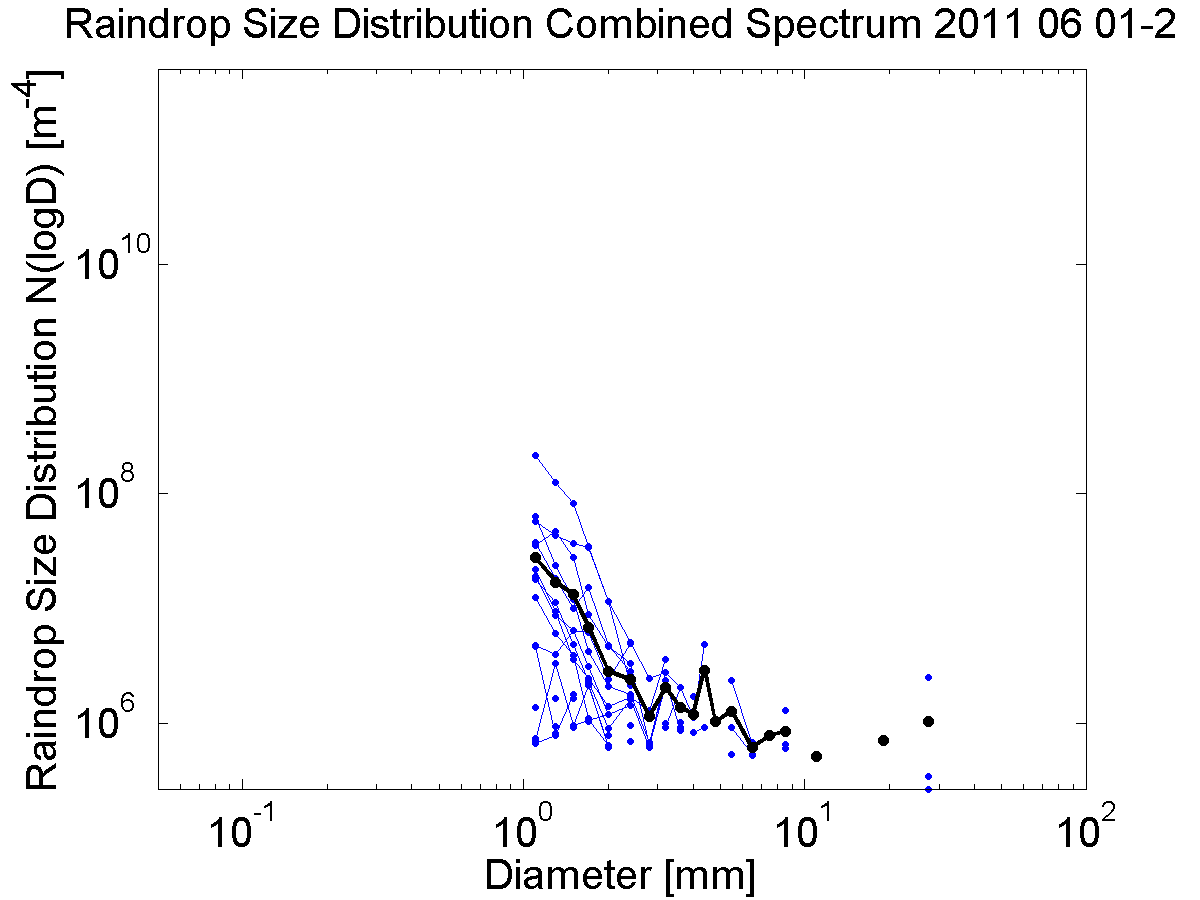 Raindrop Size Distribution Combined Spectrum 2011 06 01-2
Raindrop Size Distribution N(logD) [m^-4]
10^10
10^8
10^6
10^-1 10^0 10^1 10^2
Diameter [mm]